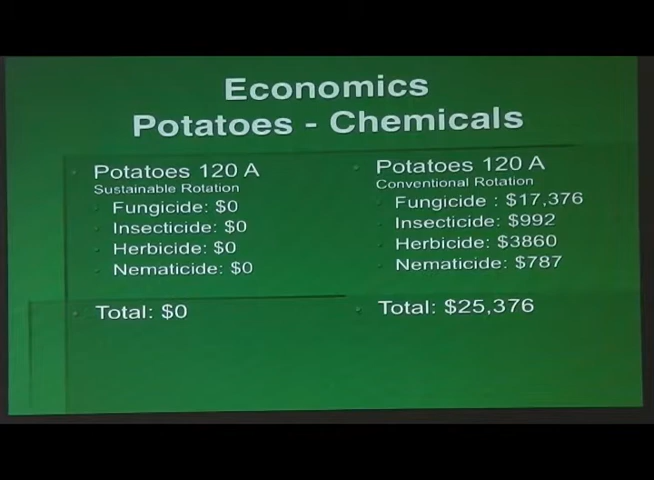 Economics
Potatoes - Chemicals
Potatoes 120 A
Sustainable Rotation
Fungicide: $0
Insecticide: $0
Herbicide: $0
Nematicide: $0
Total: $0
Potatoes 120 A
Conventional Rotation
Fungicide : $17,376
Insecticide: $992
Herbicide: $3860
Nematicide: $787
Total: $25,376